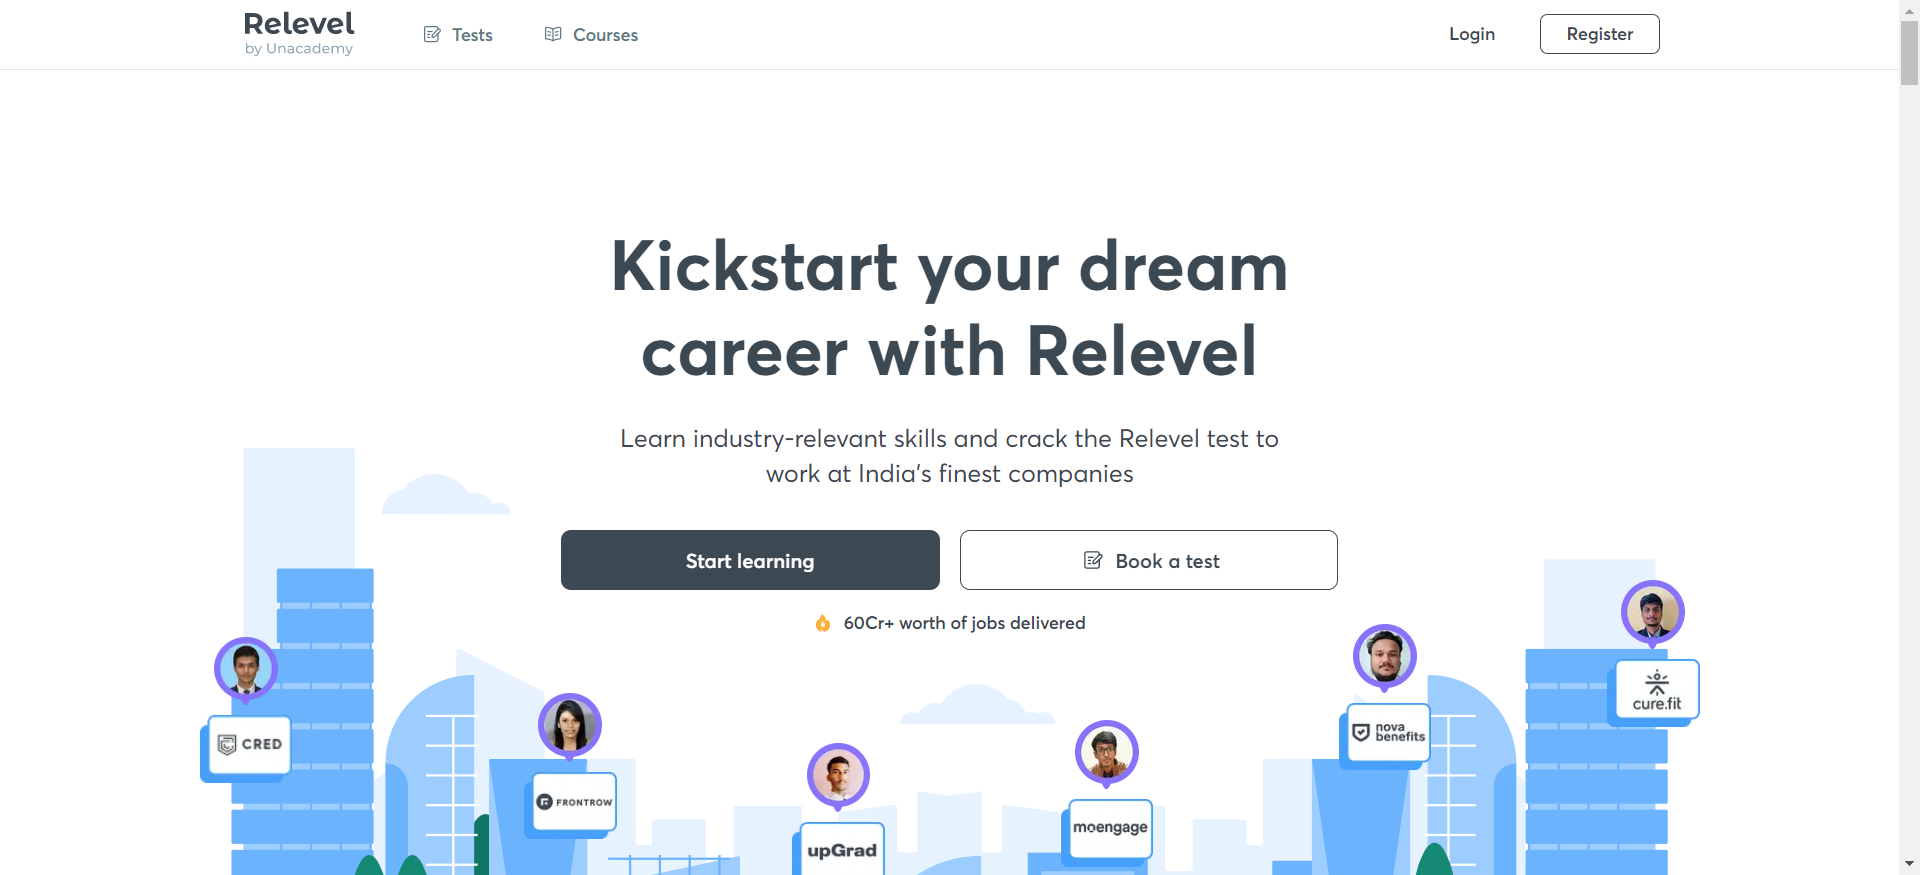 Relevel
by Unacademy
Tests
Courses
Login
Register
Kickstart your dream
career with Relevel
Learn industry-relevant skills and crack the Relevel test to
work at India's finest companies
Start learning
Book a test
60Cr+ worth of jobs delivered
CRED
FRONTROW
upGrad
moengage
nova
benefits
cure.fit